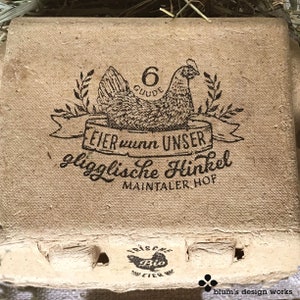 6
GUUDE
EIER vunn UNSER
gligglische Hinkel
MAINTALER HOF
FRISCHE
Bio
EIER
blum's design works